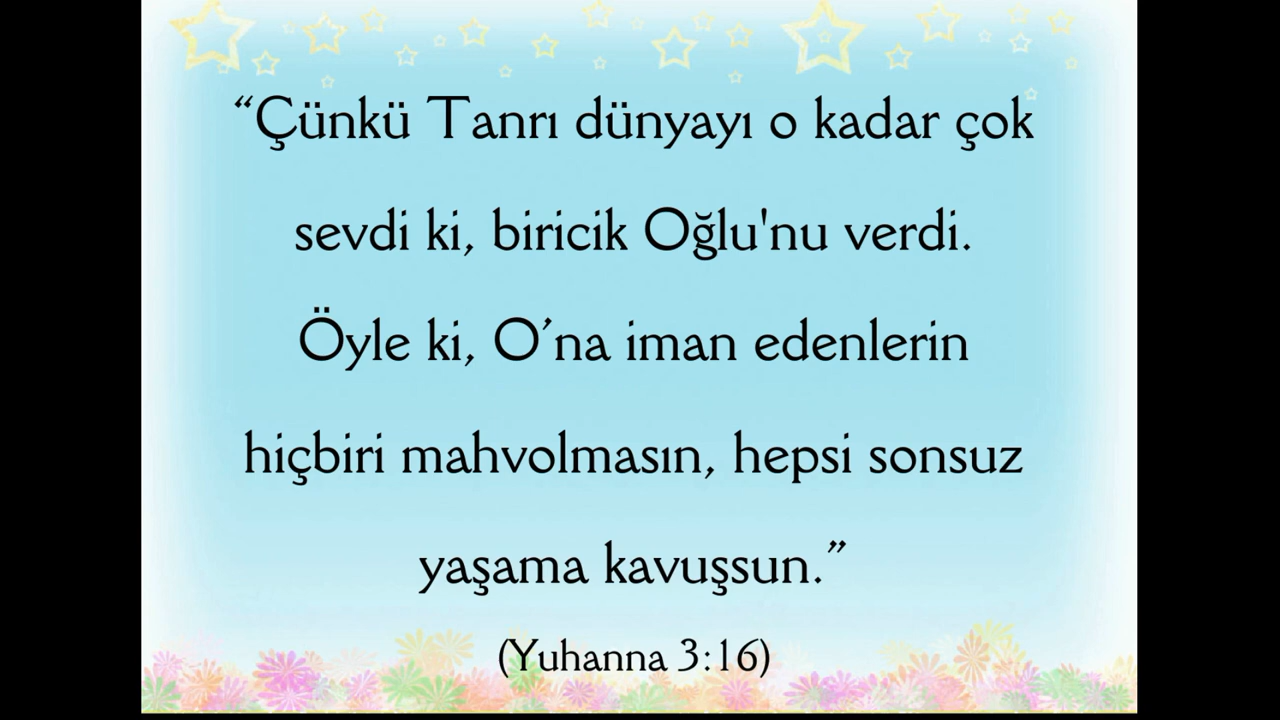 “Çünkü Tanrı dünyayı o kadar çok
sevdi ki, biricik Oğlu'nu verdi.
Öyle ki, O’na iman edenlerin
hiçbiri mahvolmasın, hepsi sonsuz
yaşama kavuşsun.”
(Yuhanna 3:16)